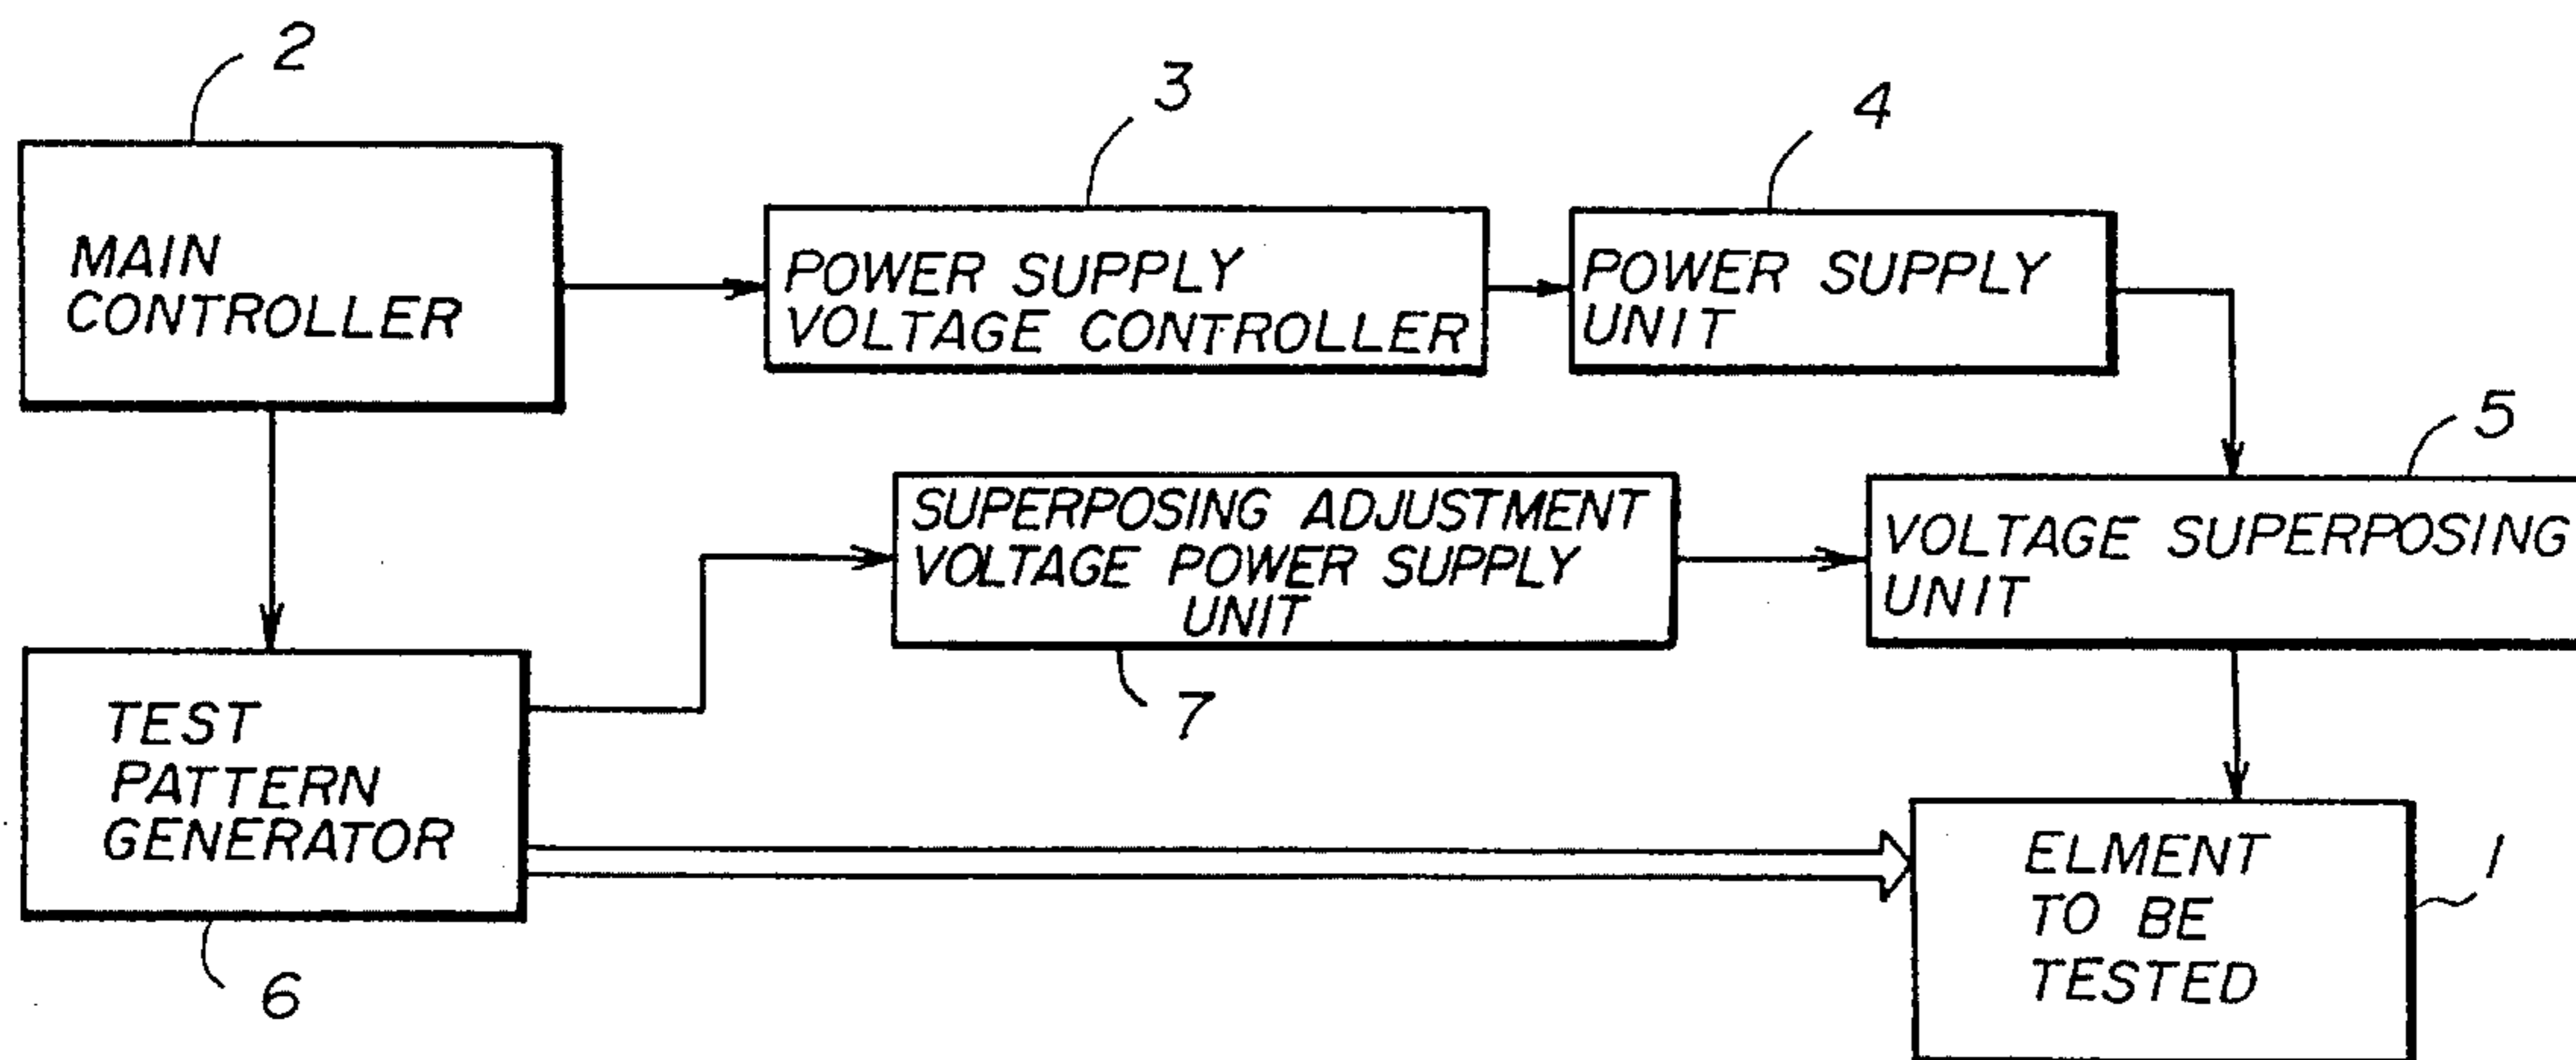 2
3
4
MAIN
CONTROLLER
POWER SUPPLY
VOLTAGE CONTROLLER
POWER SUPPLY
UNIT
5
SUPERPOSING ADJUSTMENT
VOLTAGE POWER SUPPLY
UNIT
VOLTAGE SUPERPOSING
UNIT
7
TEST
PATTERN
GENERATOR
6
ELMENT
TO BE
TESTED
1